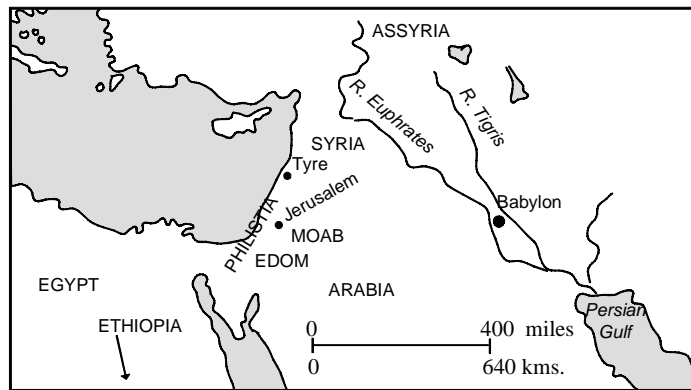 ASSYRIA
R. Euphrates
R. Tigris
SYRIA
Tyre
Jerusalem
Babylon
PHILISTIA
MOAB
EDOM
EGYPT
ARABIA
Persian
Gulf
ETHIOPIA
0 400 miles
0 640 kms.